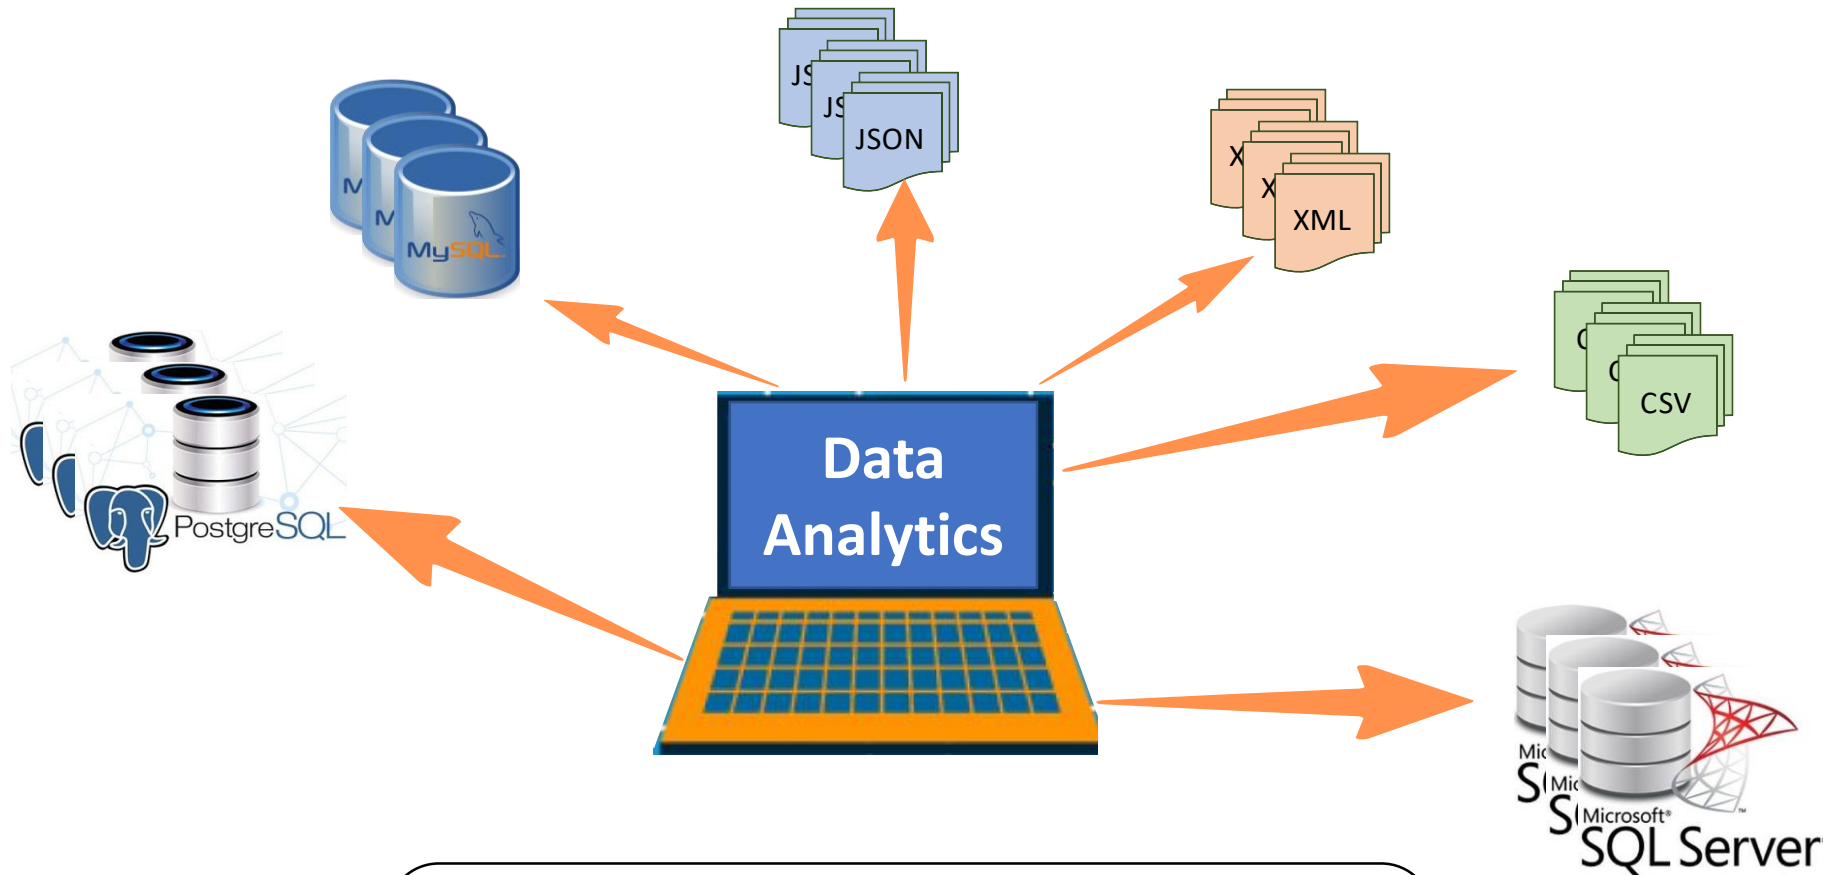 JSON
XML
MySQL
CSV
Data
Analytics
PostgreSQL
Microsoft®
SQL Server